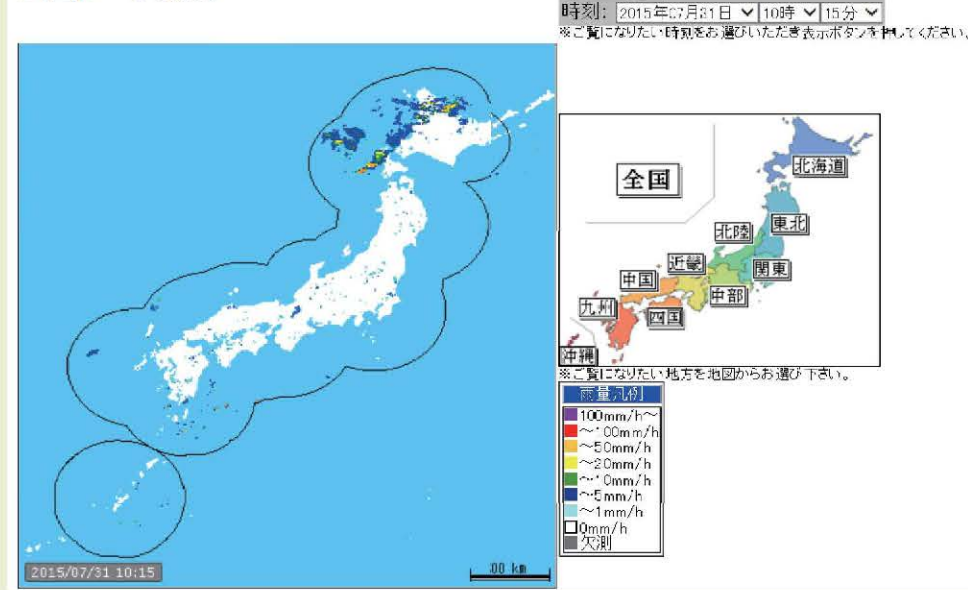 時刻: 2015年07月31日 10時 15分
※ご覧になりたい時刻をお選びいただき表示ボタンを押してください。
全国
北海道
東北
北陸
関東
近畿
中部
中国
九州
四国
沖縄
※ご覧になりたい地方を地図からお選び下さい。
雨量凡例
100mm/h～
～100mm/h
～50mm/h
～20mm/h
～10mm/h
～5mm/h
～1mm/h
0mm/h
欠測
2015/07/31 10:15
00 km